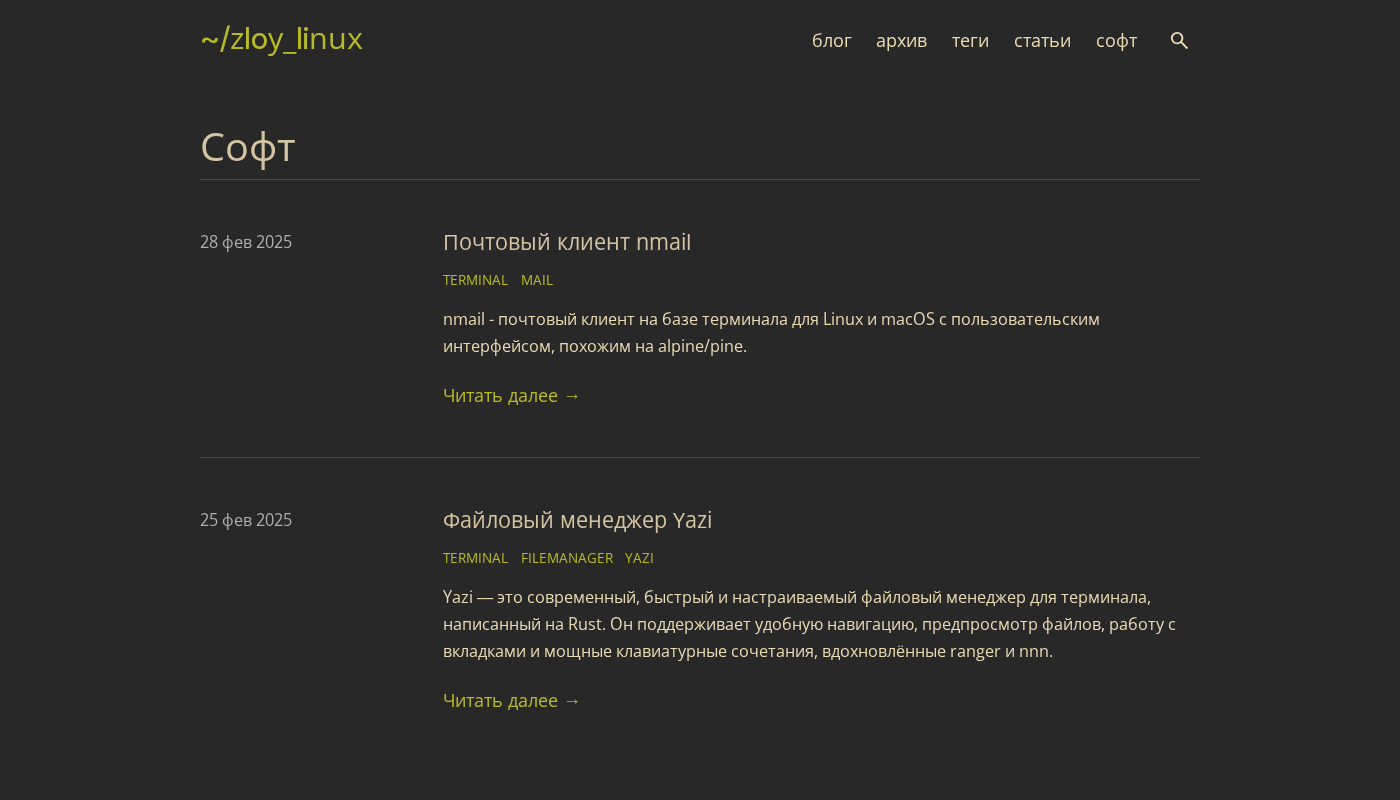 ~/zloy_linux
блог архив теги статьи софт
Софт
28 фев 2025
Почтовый клиент nmail
TERMINAL MAIL
nmail - почтовый клиент на базе терминала для Linux и macOS с пользовательским
интерфейсом, похожим на alpine/pine.
Читать далее →
25 фев 2025
Файловый менеджер Yazi
TERMINAL FILEMANAGER YAZI
Yazi — это современный, быстрый и настраиваемый файловый менеджер для терминала,
написанный на Rust. Он поддерживает удобную навигацию, предпросмотр файлов, работу с
вкладками и мощные клавиатурные сочетания, вдохновлённые ranger и nnn.
Читать далее →